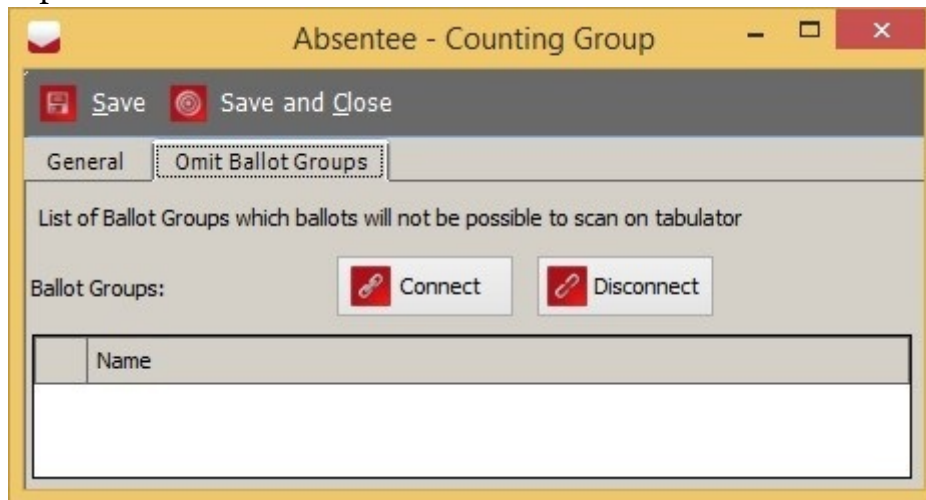 Absentee - Counting Group
Save Save and Close
General Omit Ballot Groups
List of Ballot Groups which ballots will not be possible to scan on tabulator
Ballot Groups: Connect Disconnect
Name